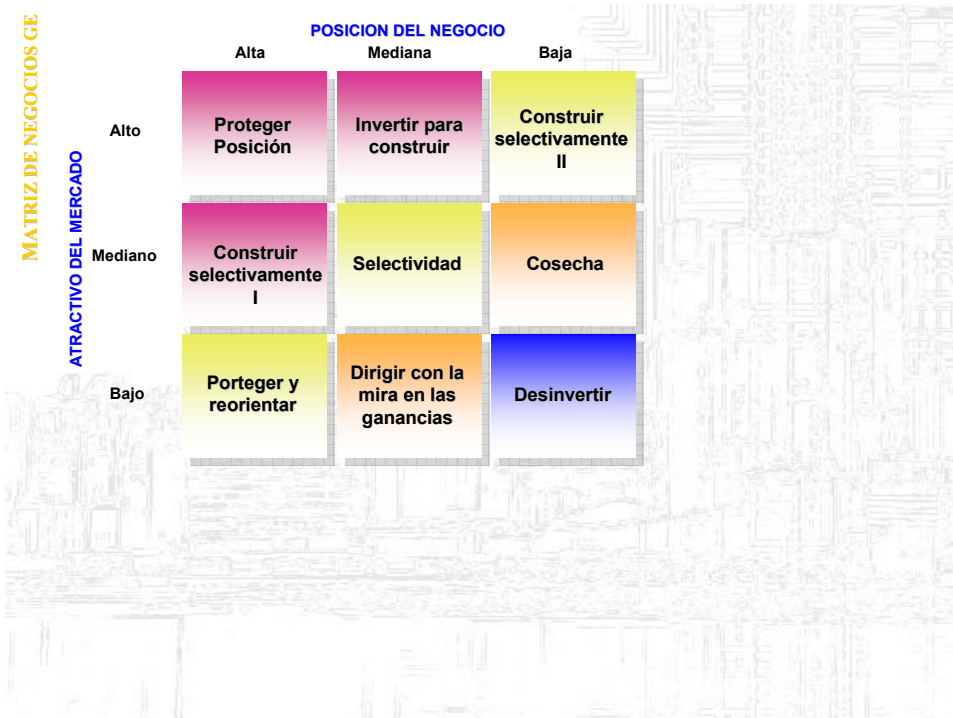 MATRIZ DE NEGOCIOS GE
POSICION DEL NEGOCIO
Alta Mediana Baja
ATRACTIVO DEL MERCADO
Alto
Proteger
Posición
Invertir para
construir
Construir
selectivamente
II
Mediano
Construir
selectivamente
I
Selectividad
Cosecha
Bajo
Porteger y
reorientar
Dirigir con la
mira en las
ganancias
Desinvertir